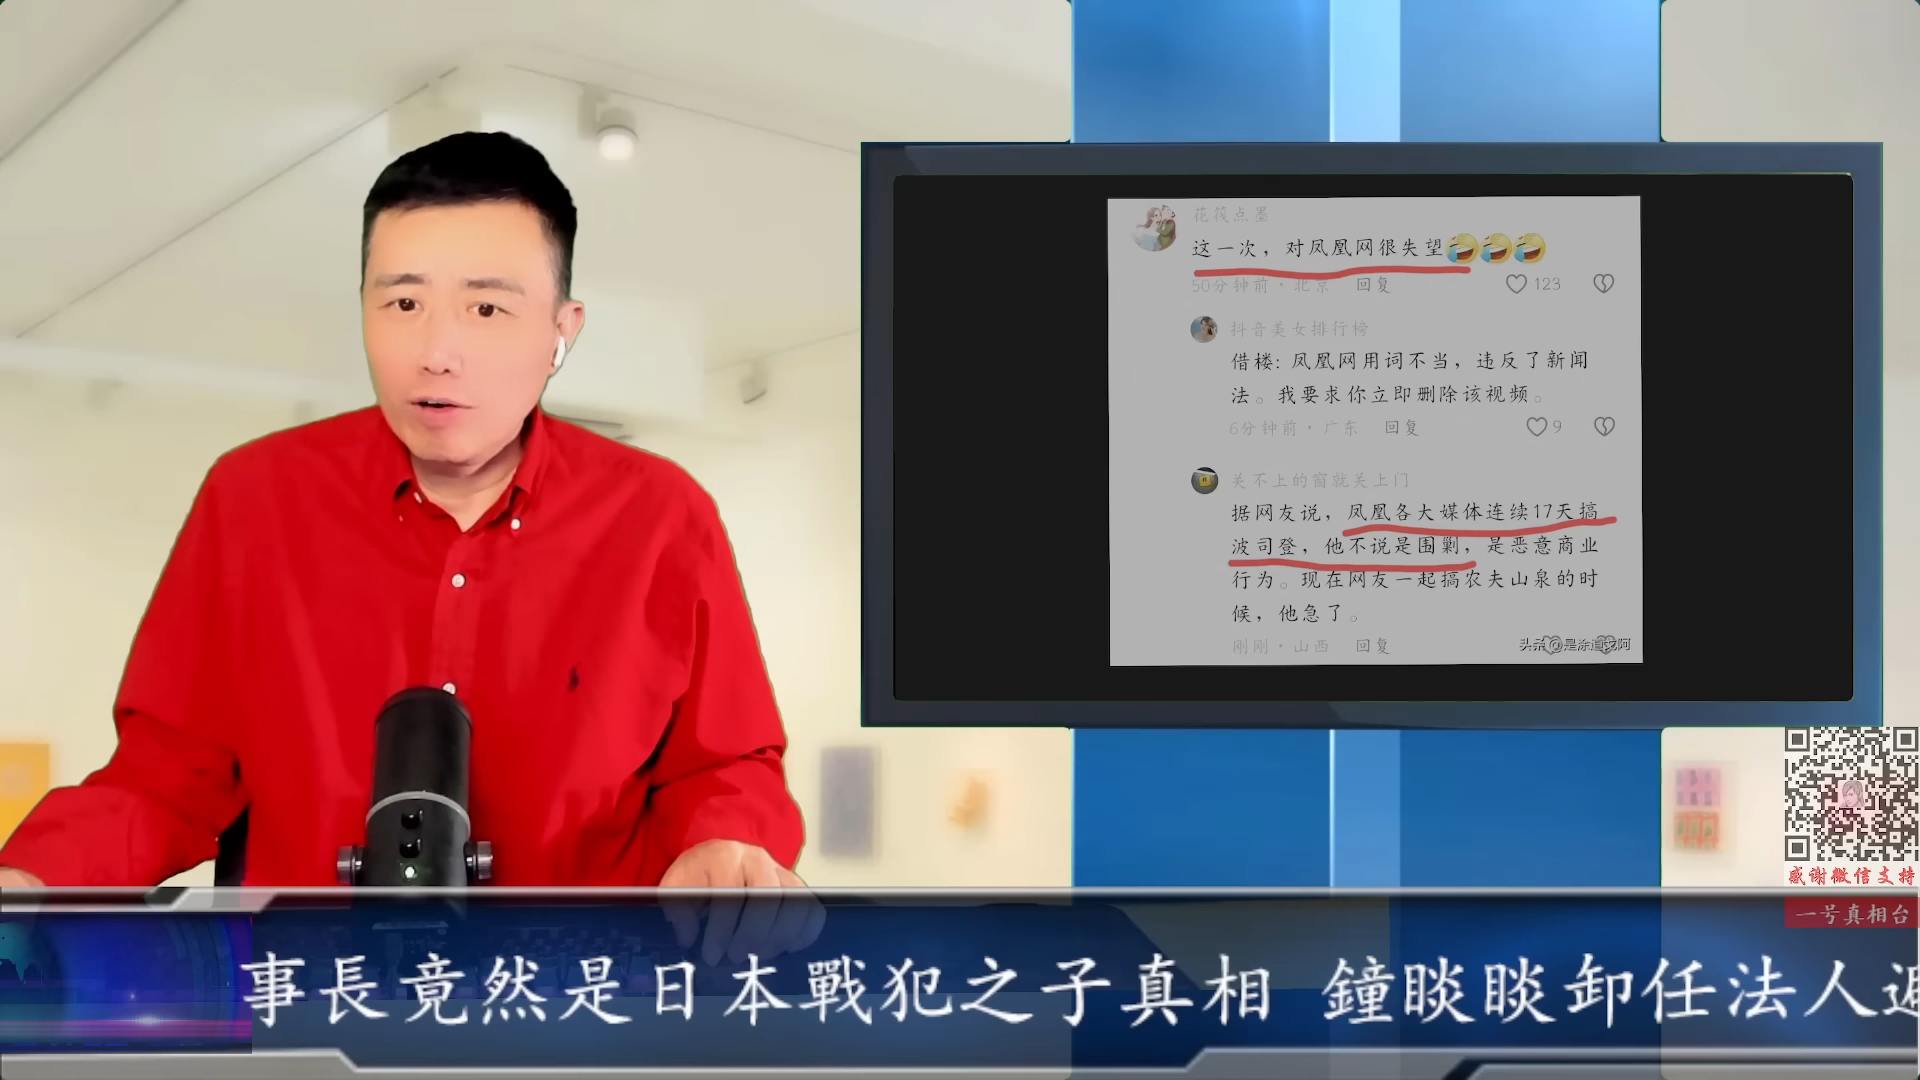 花筏点墨
这一次，对凤凰网很失望🤣🤣🤣
50分钟前·北京 回复 123
抖音美女排行榜
借楼：凤凰网用词不当，违反了新闻
法。我要求你立即删除该视频。
6分钟前·广东 回复 9
关不上的窗就关上门
据网友说，凤凰各大媒体连续17天搞
波司登，他不说是围剿，是恶意商业
行为。现在网友一起搞农夫山泉的时
候，他急了。
刚刚·山西 回复
头条@是涂道
感谢微信支持
一号真相台
事長竟然是日本戰犯之子真相 鐘睒睒卸任法人